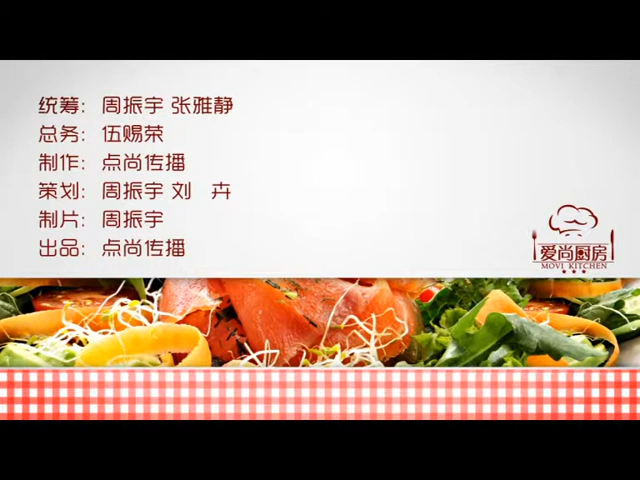 统筹：周振宇 张雅静
总务：伍赐荣
制作：点尚传播
策划：周振宇 刘　卉
制片：周振宇
出品：点尚传播
爱尚厨房
MOVI KITCHEN